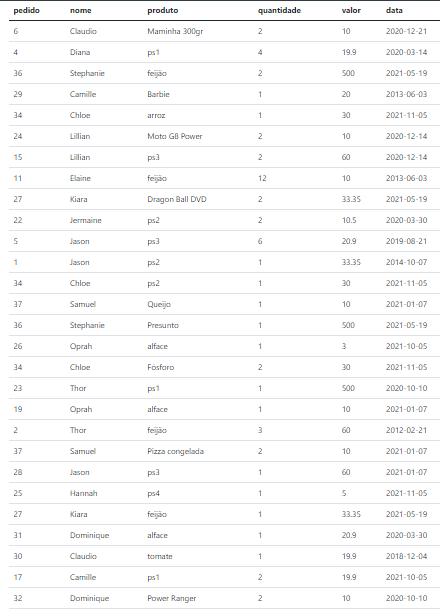 pedido nome produto quantidade valor data
6 Claudio Maminha 300gr 2 10 2020-12-21
4 Diana ps1 4 19.9 2020-03-14
36 Stephanie feijão 2 500 2021-05-19
29 Camille Barbie 1 20 2013-06-03
34 Chloe arroz 1 30 2021-11-05
24 Lillian Moto G8 Power 2 10 2020-12-14
15 Lillian ps3 2 60 2020-12-14
11 Elaine feijão 12 10 2013-06-03
27 Kiara Dragon Ball DVD 2 33.35 2021-05-19
22 Jermaine ps2 2 10.5 2020-03-30
5 Jason ps3 6 20.9 2019-08-21
1 Jason ps2 1 33.35 2014-10-07
34 Chloe ps2 1 30 2021-11-05
37 Samuel Queijo 1 10 2021-01-07
36 Stephanie Presunto 1 500 2021-05-19
26 Oprah alface 1 3 2021-10-05
34 Chloe Fósforo 2 30 2021-11-05
23 Thor ps1 1 500 2020-10-10
19 Oprah alface 1 10 2021-01-07
2 Thor feijão 3 60 2012-02-21
37 Samuel Pizza congelada 2 10 2021-01-07
28 Jason ps3 1 60 2021-01-07
25 Hannah ps4 1 5 2021-11-05
27 Kiara feijão 1 33.35 2021-05-19
31 Dominique alface 1 20.9 2020-03-30
30 Claudio tomate 1 19.9 2018-12-04
17 Camille ps1 2 19.9 2021-10-05
32 Dominique Power Ranger 2 10 2020-10-10